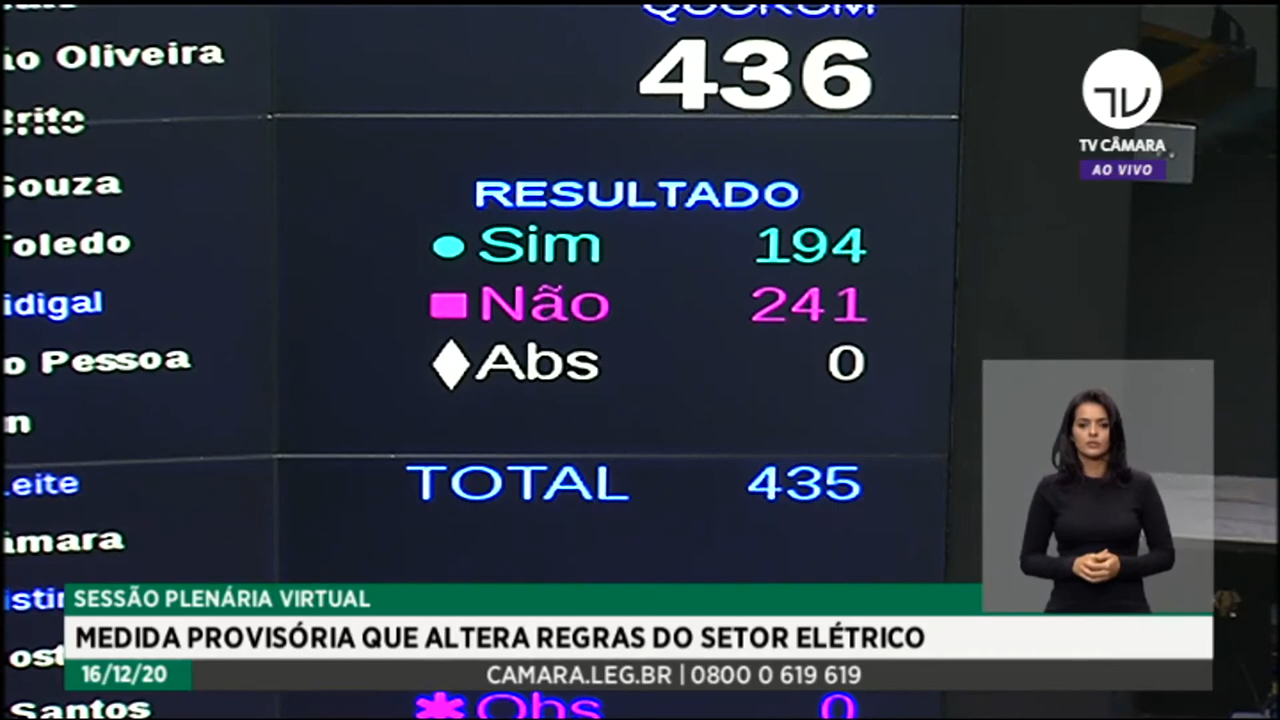 QUORUM
436
RESULTADO
Sim 194
Não 241
Abs 0
TOTAL 435
Obs 0
Oliveira
Souza
Toledo
idigal
o Pessoa
n
Leite
âmara
Santos
TV CÂMARA
AO VIVO
SESSÃO PLENÁRIA VIRTUAL
MEDIDA PROVISÓRIA QUE ALTERA REGRAS DO SETOR ELÉTRICO
16/12/20
CAMARA.LEG.BR | 0800 0 619 619